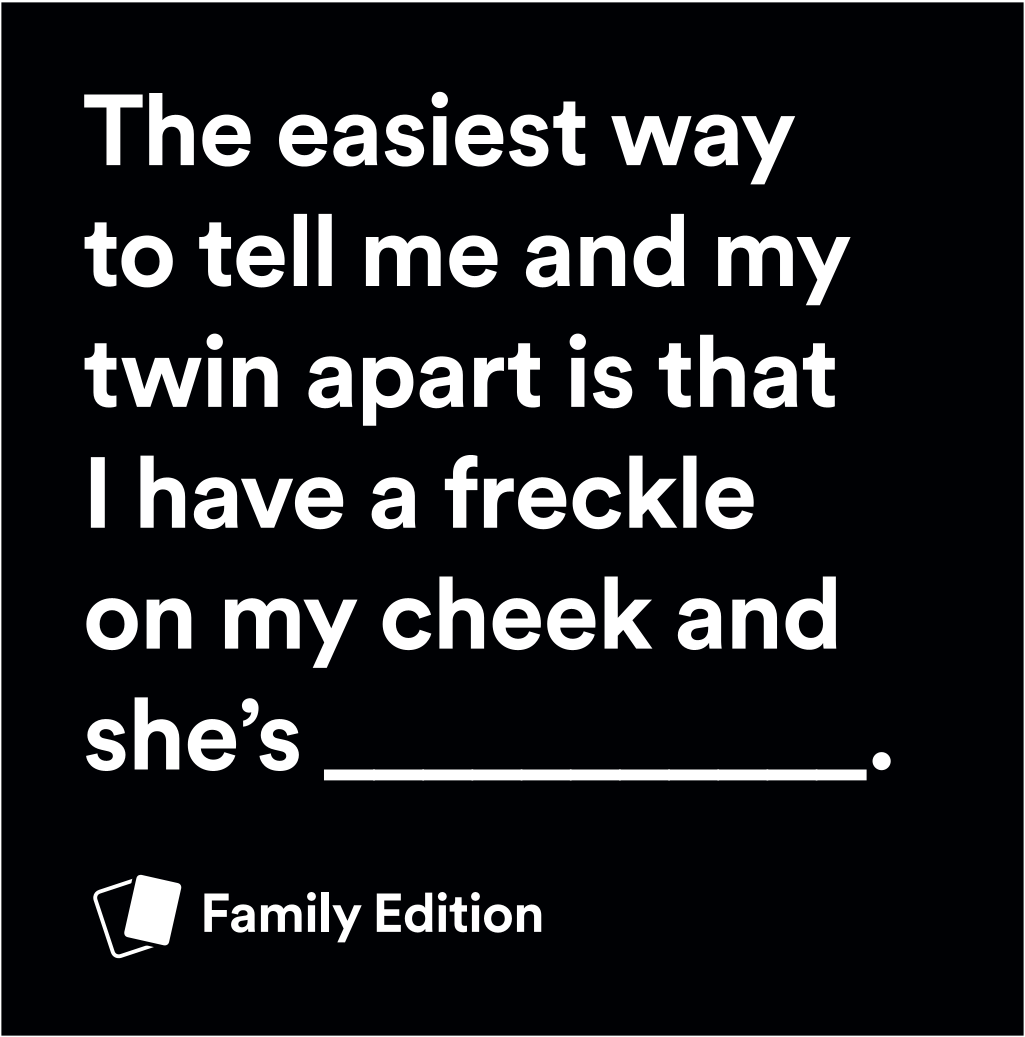 The easiest way
to tell me and my
twin apart is that
I have a freckle
on my cheek and
she’s ___________.
Family Edition